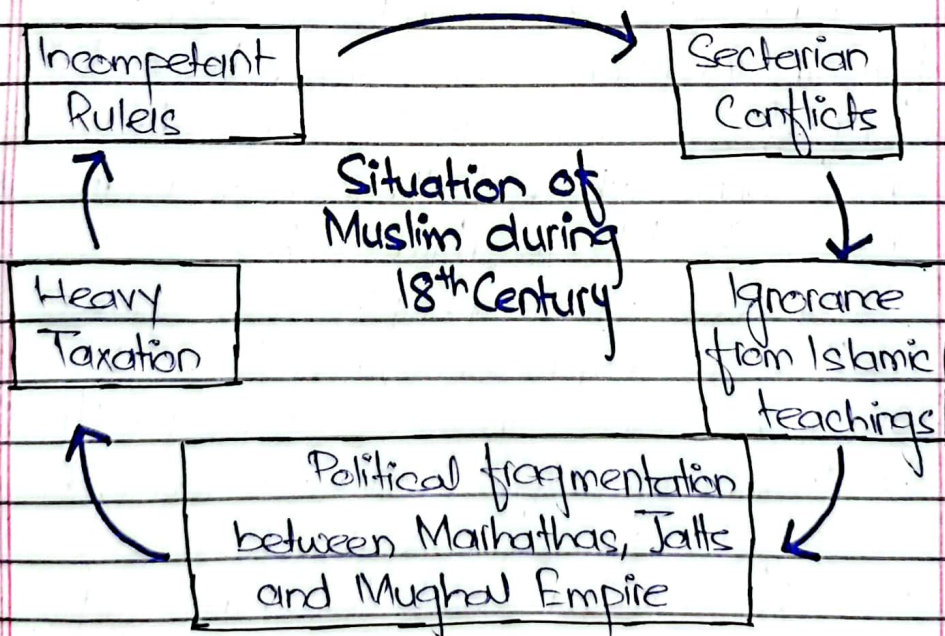 Incompetant
Rulers
Sectarian
Conflicts
Situation of
Muslim during
18th Century
Heavy
Taxation
Ignorance
from Islamic
teachings
Political fragmentation
between Marhathas, Jatts
and Mughal Empire